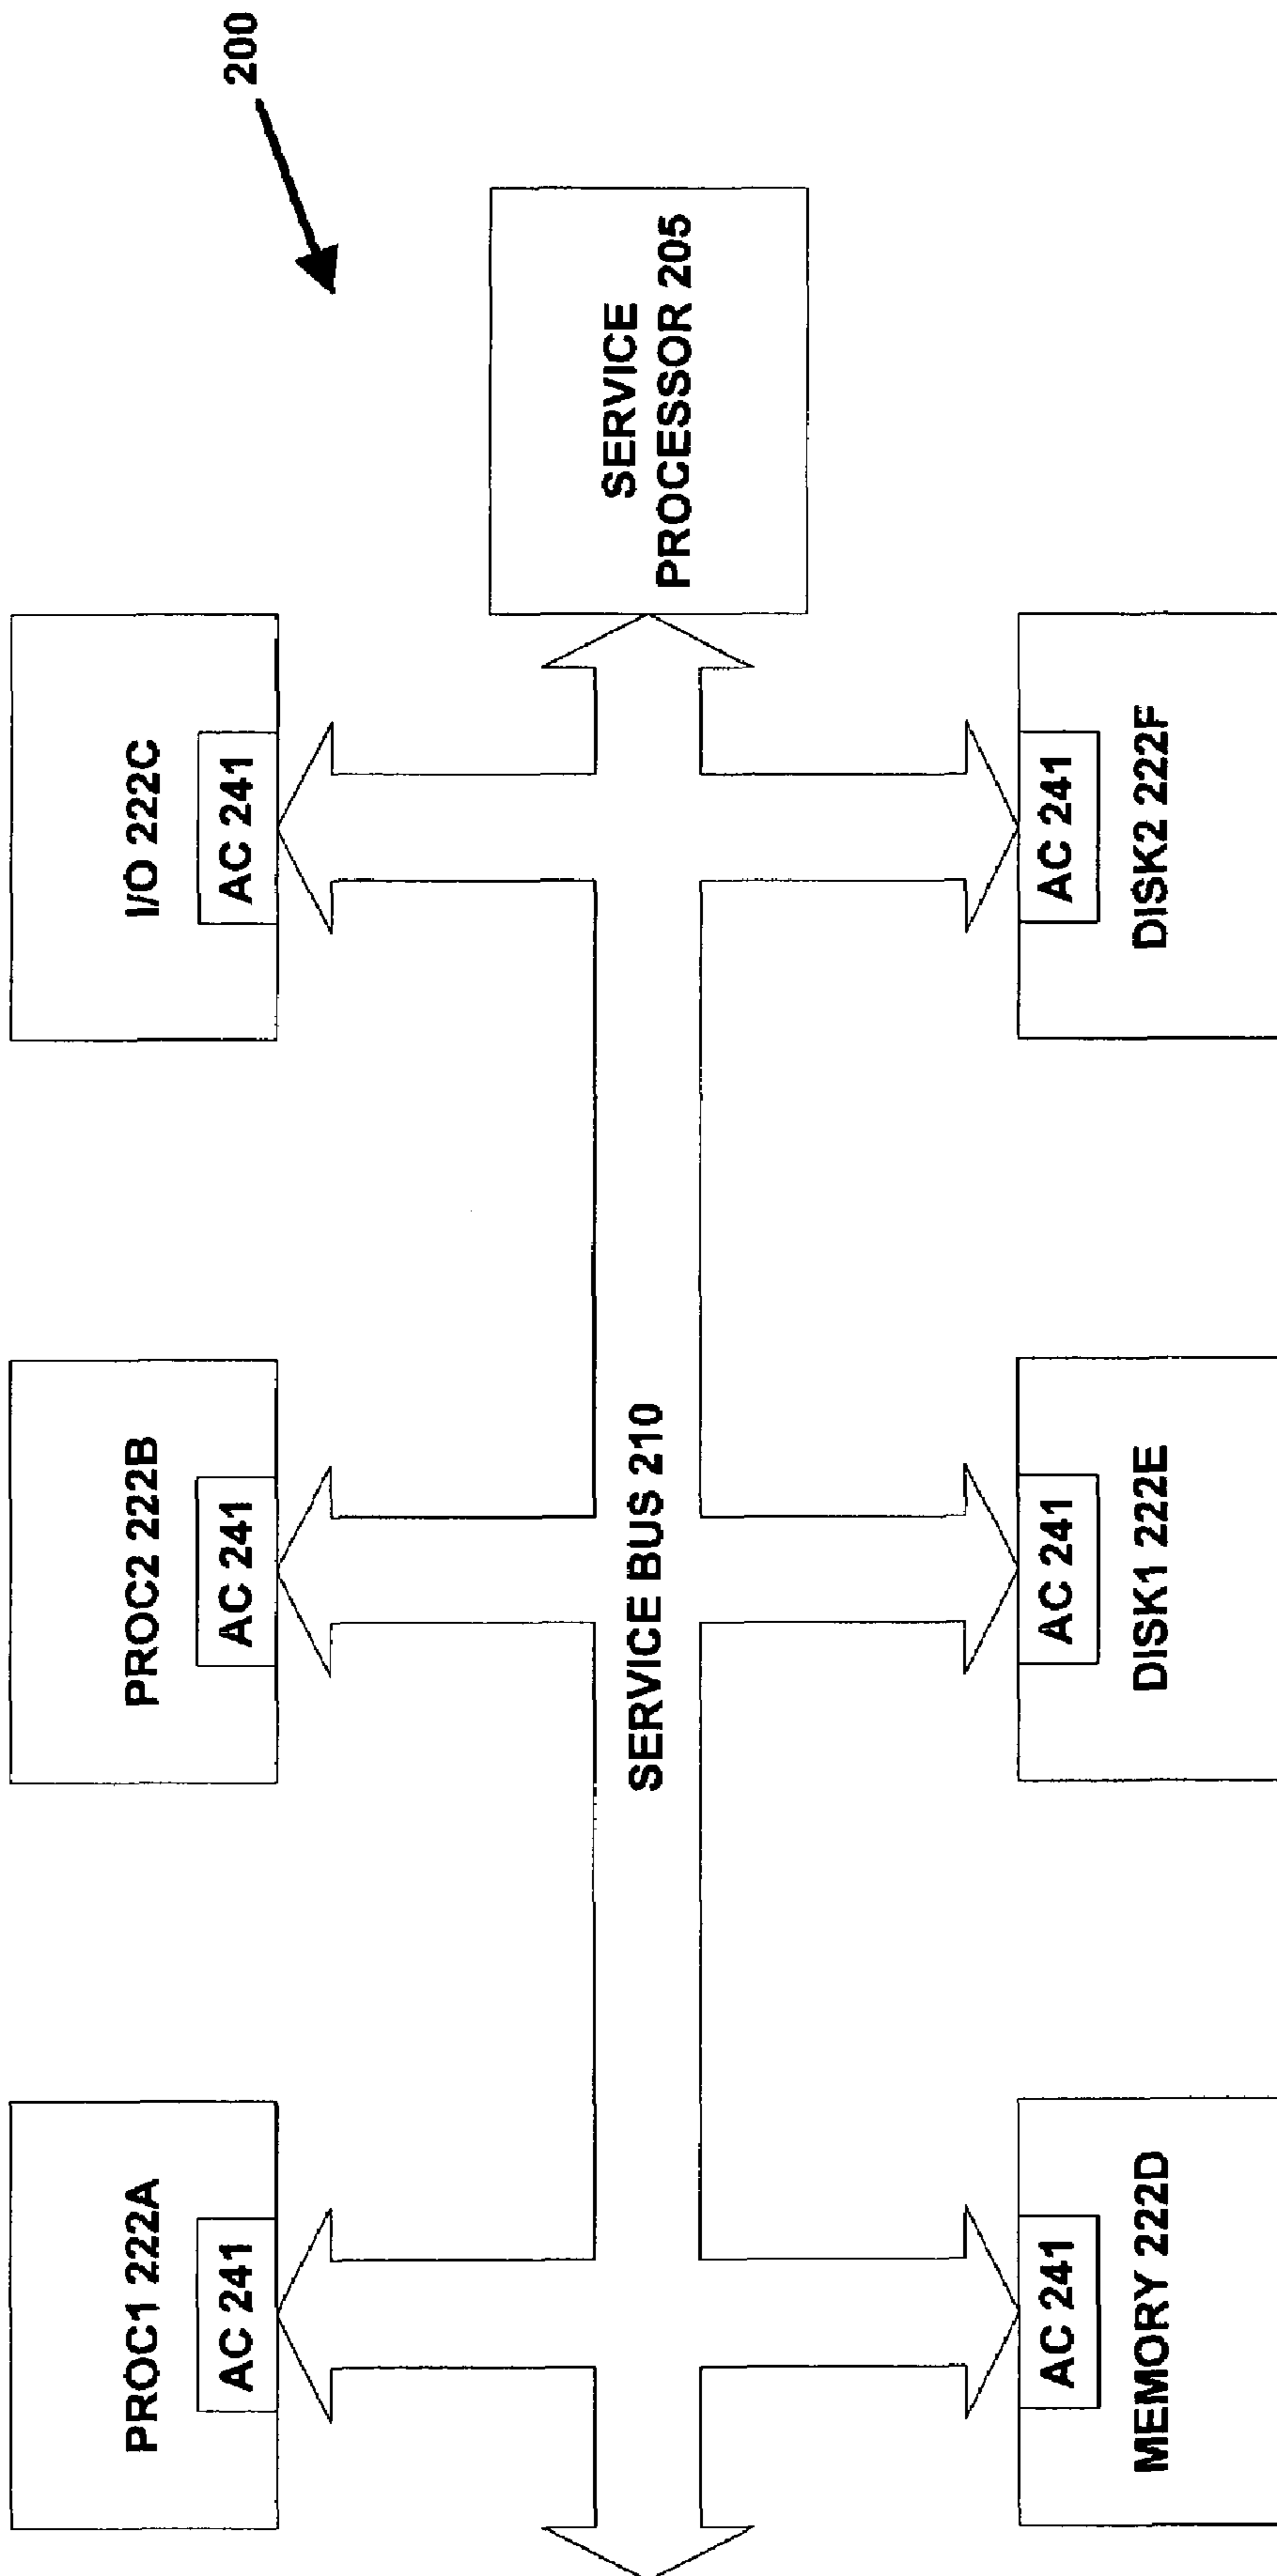 200
PROC1 222A
AC 241
PROC2 222B
AC 241
I/O 222C
AC 241
SERVICE BUS 210
SERVICE
PROCESSOR 205
AC 241
MEMORY 222D
AC 241
DISK1 222E
AC 241
DISK2 222F